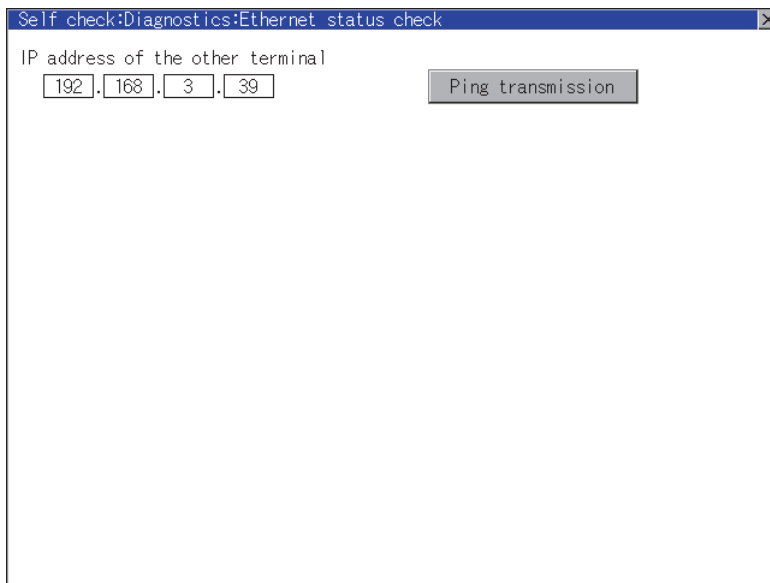 Self check:Diagnostics:Ethernet status check
IP address of the other terminal
192.168.3.39
Ping transmission